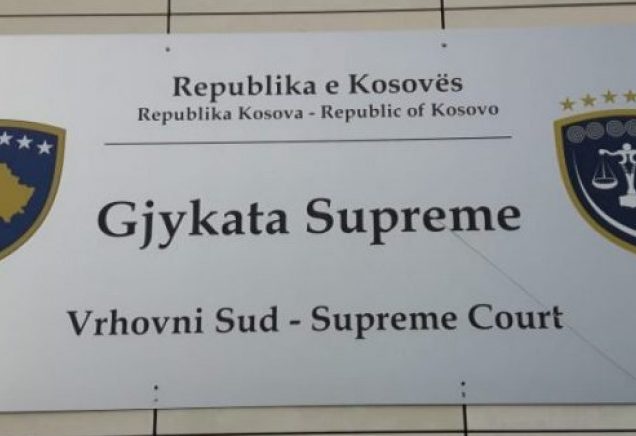 Republika e Kosovës
Republika Kosova - Republic of Kosovo
Gjykata Supreme
Vrhovni Sud - Supreme Court